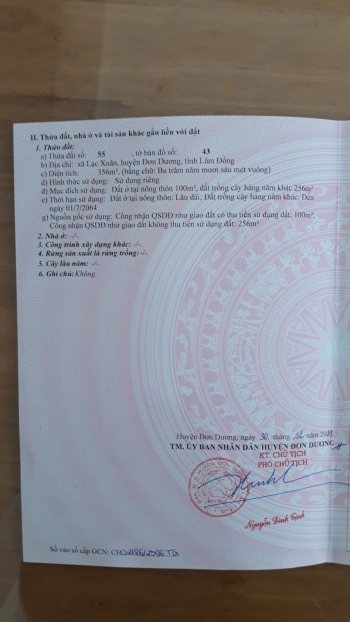 II. Thửa đất, nhà ở và tài sản khác gắn liền với đất
1. Thửa đất:
a) Thửa đất số: 55 , tờ bản đồ số: 43
b) Địa chỉ: xã Lạc Xuân, huyện Đơn Dương, tỉnh Lâm Đồng
c) Diện tích: 356m², (bằng chữ: Ba trăm năm mươi sáu mét vuông)
d) Hình thức sử dụng: Sử dụng riêng
đ) Mục đích sử dụng: Đất ở tại nông thôn 100m², đất trồng cây hàng năm khác 256m²
e) Thời hạn sử dụng: Đất ở tại nông thôn: Lâu dài; Đất trồng cây hàng năm khác: Đến
ngày 01/7/2064
g) Nguồn gốc sử dụng: Công nhận QSDĐ như giao đất có thu tiền sử dụng đất: 100m²,
Công nhận QSDĐ như giao đất không thu tiền sử dụng đất: 256m²
2. Nhà ở: -/-
3. Công trình xây dựng khác: -/-
4. Rừng sản xuất là rừng trồng: -/-
5. Cây lâu năm: -/-
6. Ghi chú: Không
Huyện Đơn Dương, ngày 30 tháng 12 năm
TM. ỦY BAN NHÂN DÂN HUYỆN ĐƠN DƯƠNG
KT. CHỦ TỊCH
PHÓ CHỦ TỊCH
Nguyễn Đình Tịnh
Số vào sổ cấp GCN: